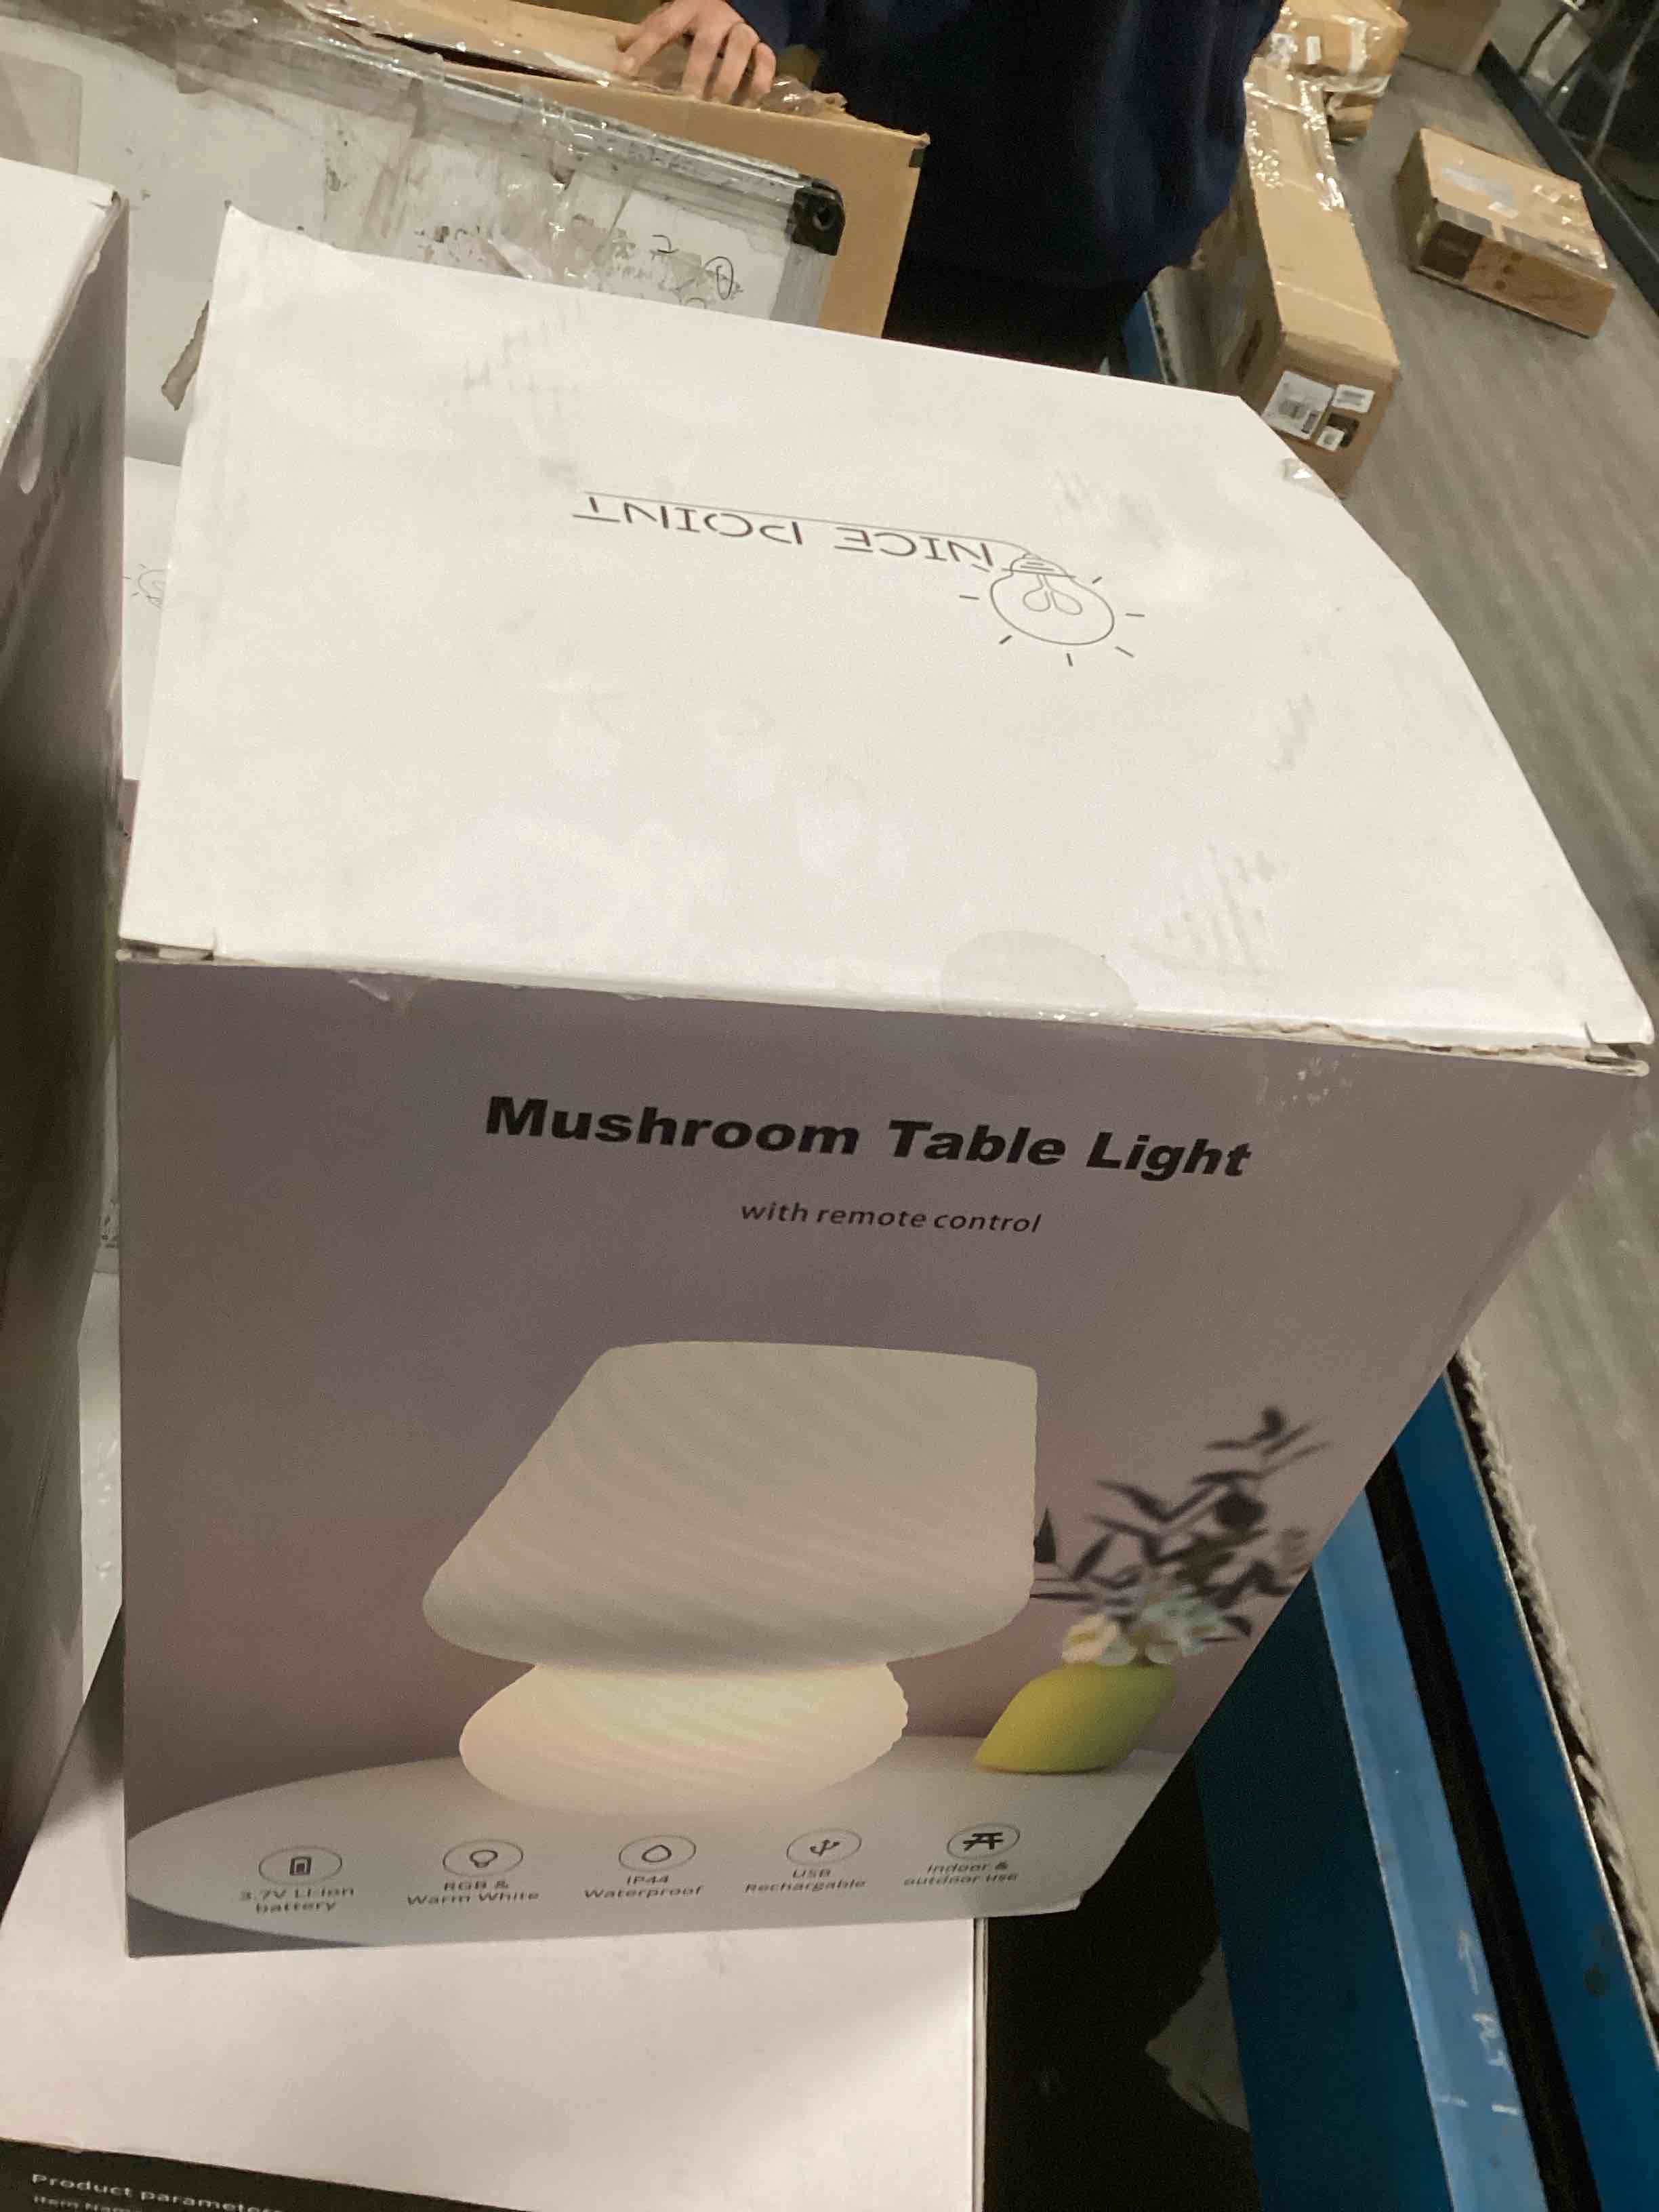 NICE POINT
Mushroom Table Light
with remote control
3.7V Li-ion
battery
RGB &
Warm White
IP44
Waterproof
USB
Rechargable
Indoor &
outdoor use
Product